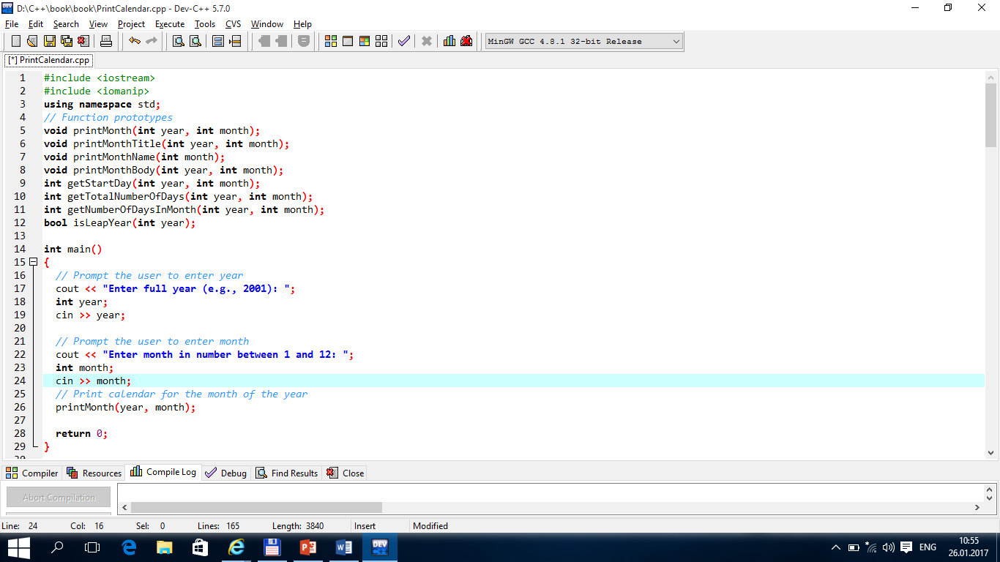 D:\C++\book\book\PrintCalendar.cpp - Dev-C++ 5.7.0
File Edit Search View Project Execute Tools CVS Window Help
MinGW GCC 4.8.1 32-bit Release
[*] PrintCalendar.cpp
1 #include <iostream>
2 #include <iomanip>
3 using namespace std;
4 // Function prototypes
5 void printMonth(int year, int month);
6 void printMonthTitle(int year, int month);
7 void printMonthName(int month);
8 void printMonthBody(int year, int month);
9 int getStartDay(int year, int month);
10 int getTotalNumberOfDays(int year, int month);
11 int getNumberOfDaysInMonth(int year, int month);
12 bool isLeapYear(int year);
13
14 int main()
15 {
16 // Prompt the user to enter year
17 cout << "Enter full year (e.g., 2001): ";
18 int year;
19 cin >> year;
20
21 // Prompt the user to enter month
22 cout << "Enter month in number between 1 and 12: ";
23 int month;
24 cin >> month;
25 // Print calendar for the month of the year
26 printMonth(year, month);
27
28 return 0;
29 }
Compiler Resources Compile Log Debug Find Results Close
Abort Compilation
Line: 24 Col: 16 Sel: 0 Lines: 165 Length: 3840 Insert Modified
DEV
ENG
10:55
26.01.2017